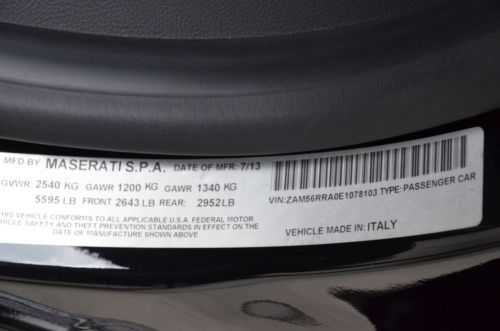 MFD BY MASERATI S.P.A. DATE OF MFR: 7/13
GVWR: 2540 KG GAWR 1200 KG GAWR 1340 KG
5595 LB FRONT 2643 LB REAR: 2952LB
THIS VEHICLE CONFORMS TO ALL APPLICABLE U.S.A. FEDERAL MOTOR
VEHICLE SAFETY AND THEFT PREVENTION STANDARDS IN EFFECT ON THE
DATE OF MANUFACTURE SHOWN ABOVE
VIN:ZAM56RRA0E1078103 TYPE: PASSENGER CAR
VEHICLE MADE IN: ITALY